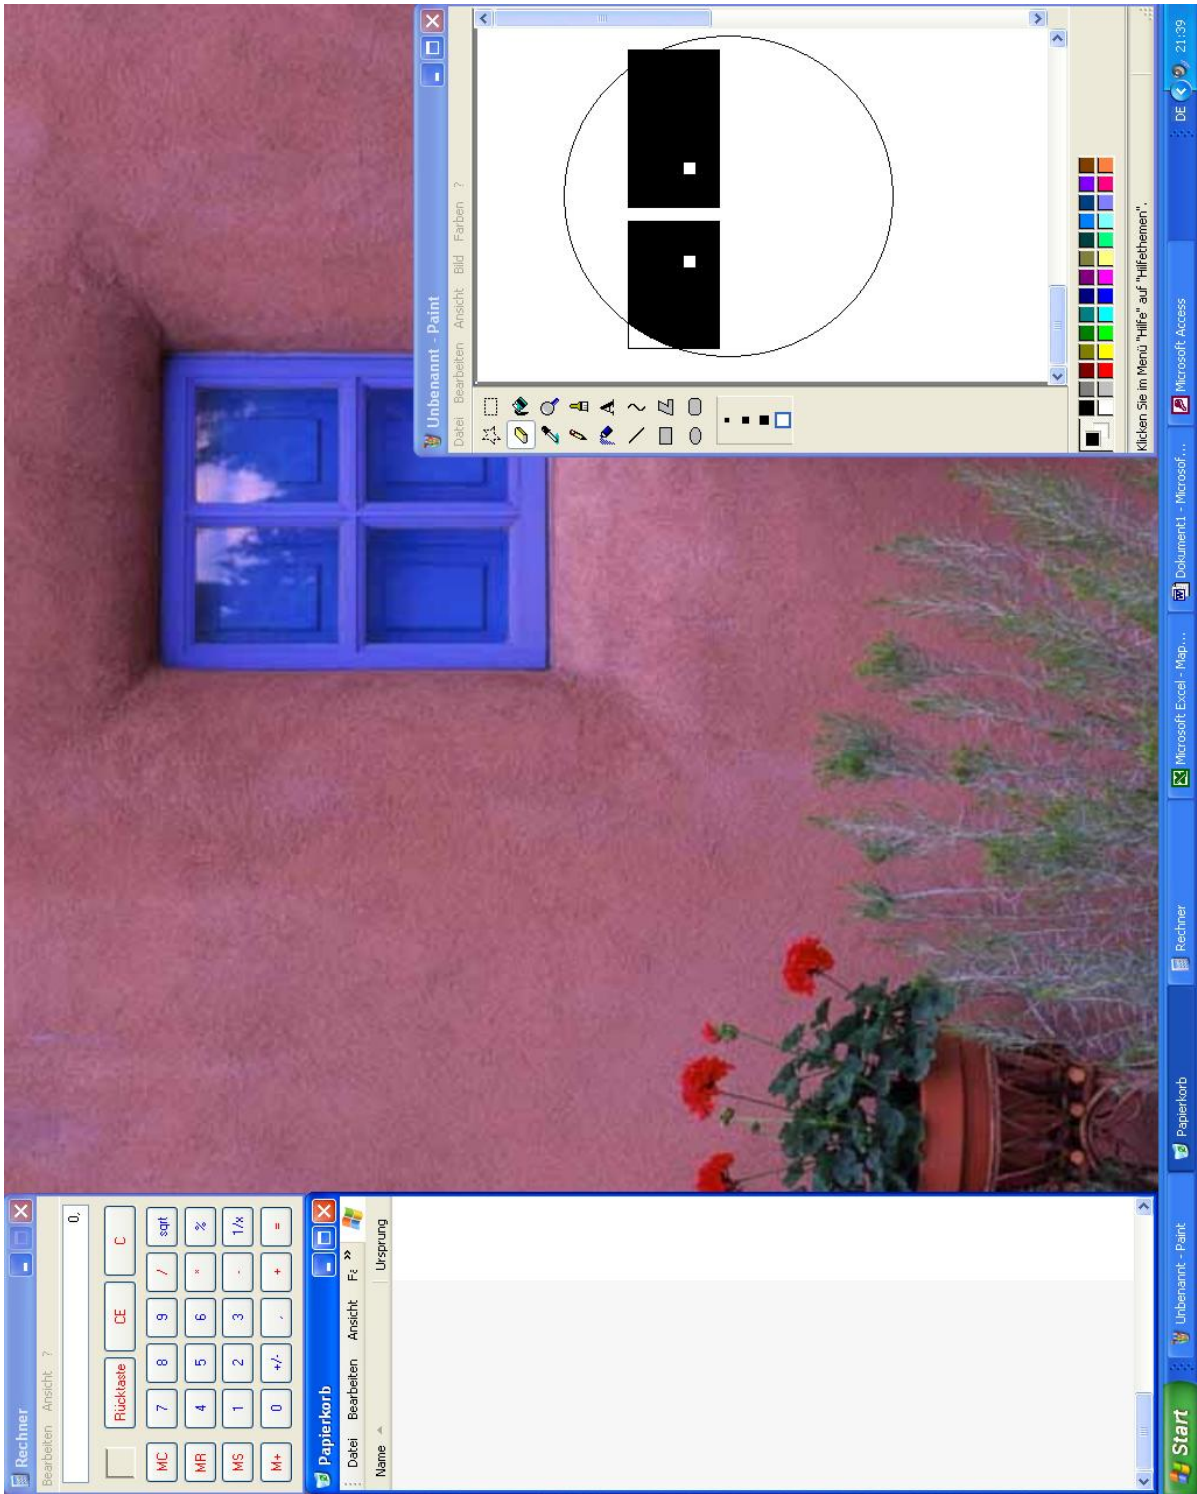 Rechner
Bearbeiten Ansicht ?
0,
Rücktaste CE C
MC 7 8 9 / sqrt
MR 4 5 6 * %
MS 1 2 3 - 1/x
M+ 0 +/- , + =
Papierkorb
Datei Bearbeiten Ansicht Fa »
Name Ursprung
Unbenannt - Paint
Datei Bearbeiten Ansicht Bild Farben ?
A
Klicken Sie im Menü "Hilfe" auf "Hilfethemen".
Start
Unbenannt - Paint
Papierkorb
Rechner
Microsoft Excel - Map...
Dokument1 - Microsof...
Microsoft Access
DE
21:39